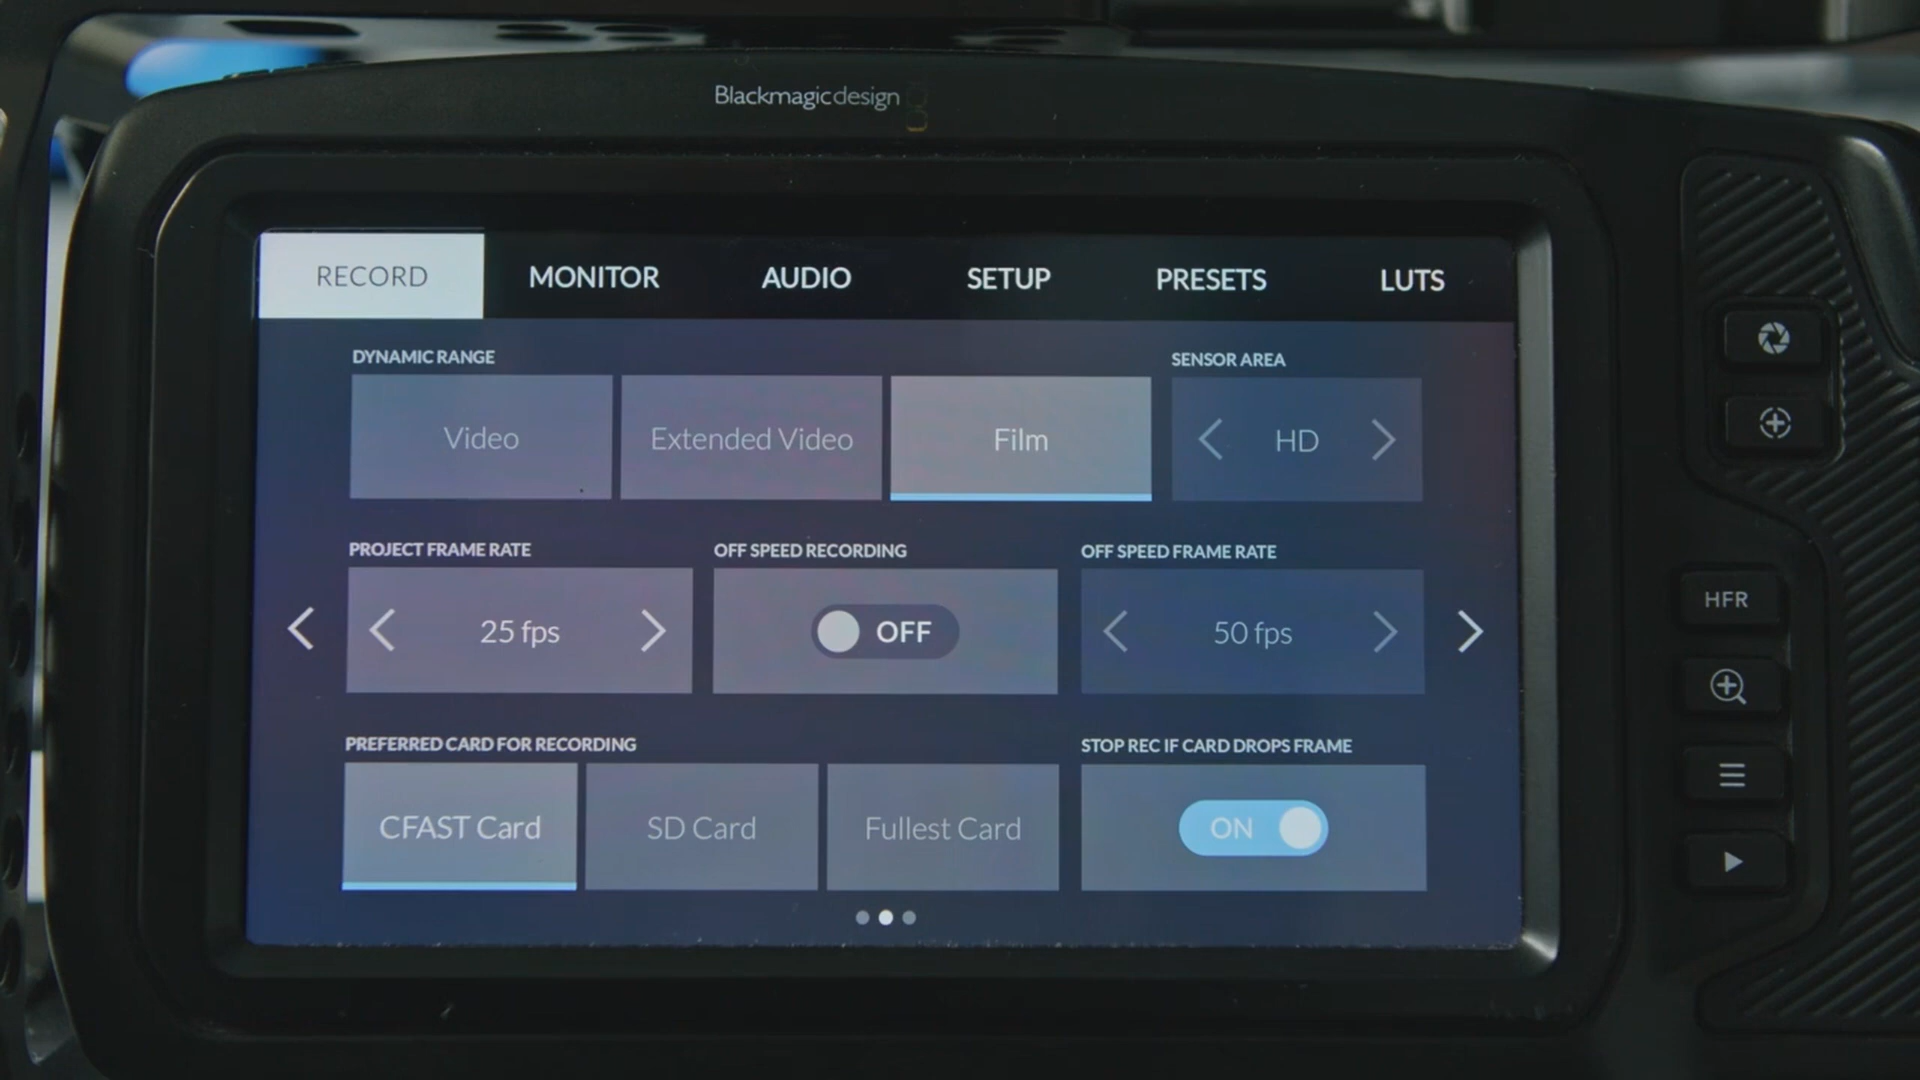 Blackmagicdesign
RECORD MONITOR AUDIO SETUP PRESETS LUTS
DYNAMIC RANGE SENSOR AREA
Video Extended Video Film HD
PROJECT FRAME RATE OFF SPEED RECORDING OFF SPEED FRAME RATE
25 fps OFF 50 fps
HFR
PREFERRED CARD FOR RECORDING STOP REC IF CARD DROPS FRAME
CFAST Card SD Card Fullest Card ON